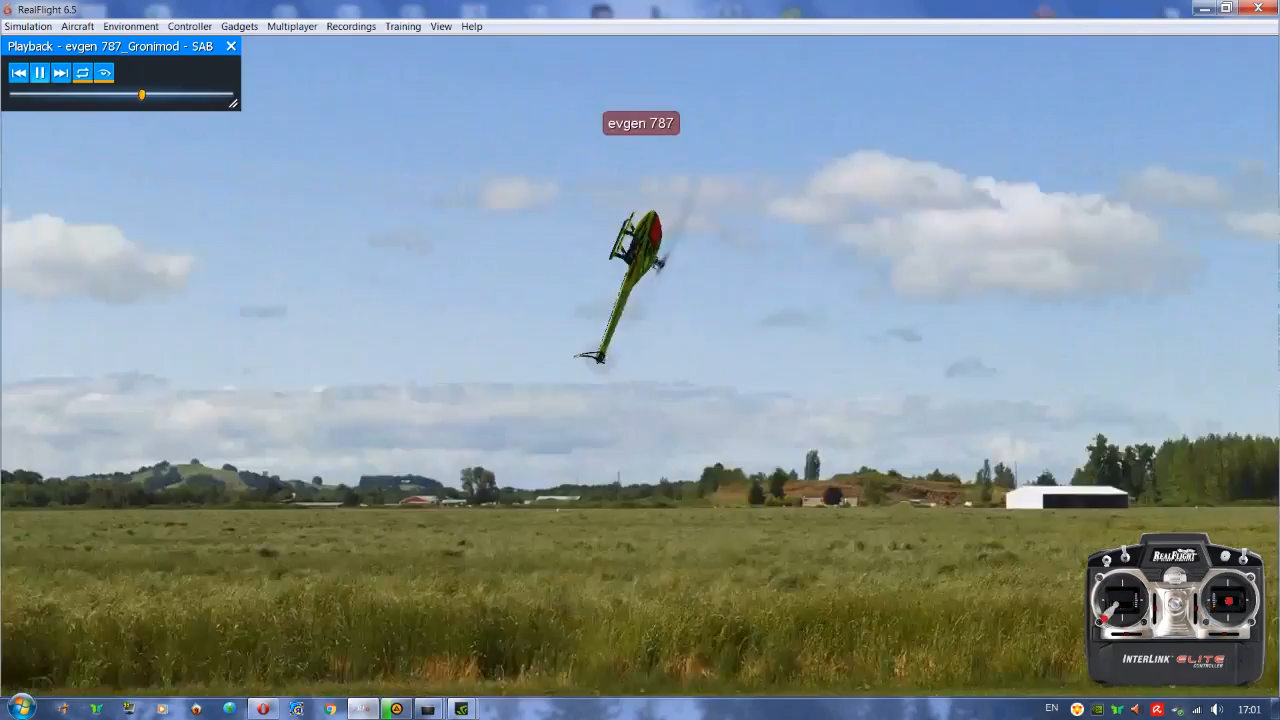 RealFlight 6.5
Simulation Aircraft Environment Controller Gadgets Multiplayer Recordings Training View Help
Playback - evgen 787_Gronimod - SAB
evgen 787
REALFLIGHT
INTERLINK ELITE
CONTROLLER
EN 17:01